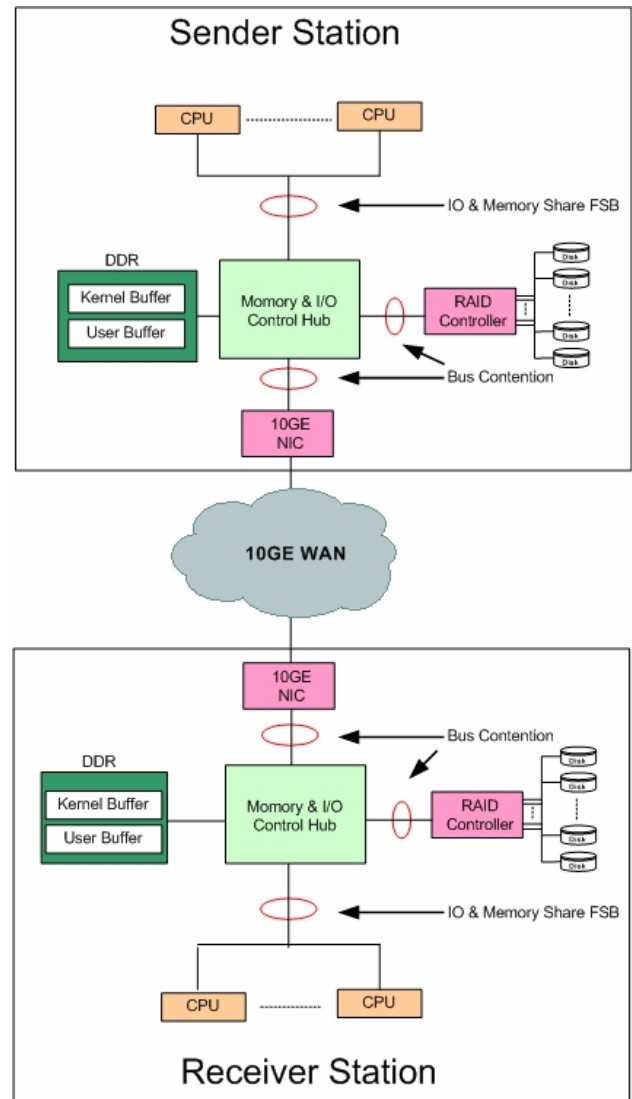 Sender Station
CPU
CPU
IO & Memory Share FSB
DDR
Kernel Buffer
User Buffer
Momory & I/O
Control Hub
RAID
Controller
Disk
Disk
Disk
Disk
Bus Contention
10GE
NIC
10GE WAN
10GE
NIC
Bus Contention
DDR
Kernel Buffer
User Buffer
Momory & I/O
Control Hub
RAID
Controller
Disk
Disk
Disk
Disk
IO & Memory Share FSB
CPU
CPU
Receiver Station